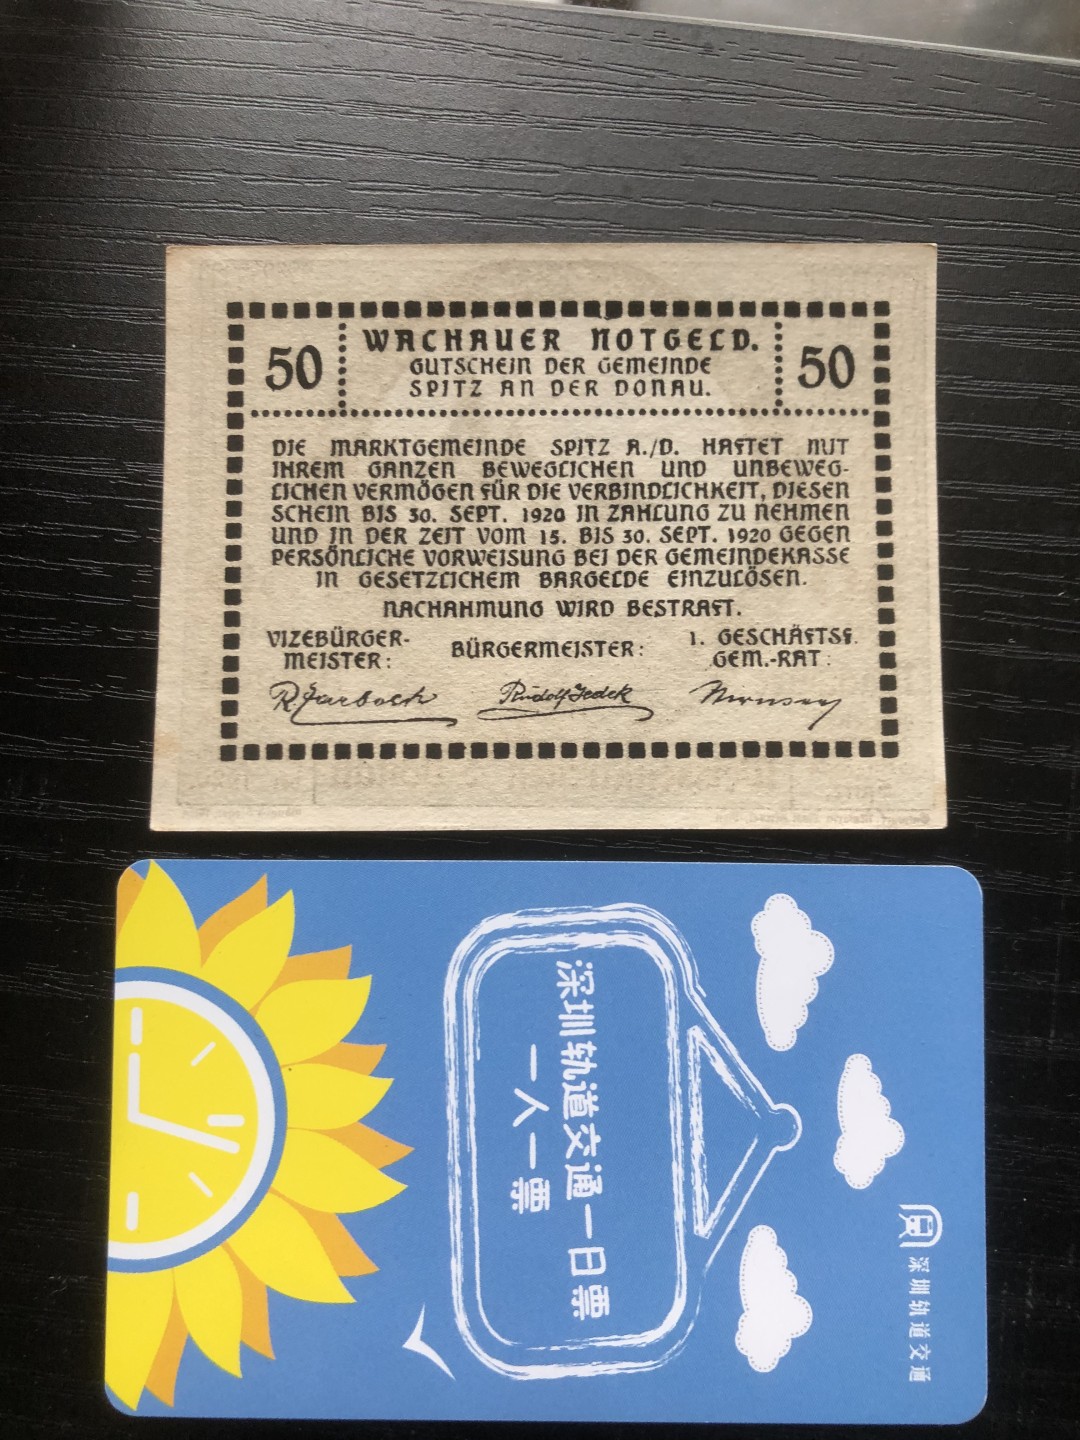 50
WACHAUER NOTGELD.
GUTSCHEIN DER GEMEINDE
SPITZ AN DER DONAU.
50
DIE MARKTGEMEINDE SPITZ A./D. HAFTET MIT
IHREM GANZEN BEWEGLICHEN UND UNBEWEG-
LICHEN VERMÖGEN FÜR DIE VERBINDLICHKEIT, DIESEN
SCHEIN BIS 30. SEPT. 1920 IN ZAHLUNG ZU NEHMEN
UND IN DER ZEIT VOM 15. BIS 30. SEPT. 1920 GEGEN
PERSÖNLICHE VORWEISUNG BEI DER GEMEINDEKASSE
IN GESETZLICHEM BARGELDE EINZULÖSEN.
NACHAHMUNG WIRD BESTRAFT.
VIZEBÜRGER-
MEISTER:
BÜRGERMEISTER:
1. GESCHÄFTSF.
GEM.-RAT:
Rudolf Jedek
深圳轨道交通一日票
一人一票
深圳轨道交通